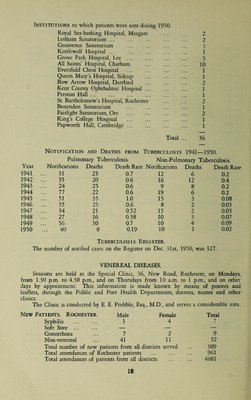 Institutions to which patients were sent during 1950.
Royal Sea-bathing Hospital, Margate ... ... ... 2
Lenham Sanatorium ... ... ... ... ... 2
Grosvenor Sanatorium ... ... ... ... 3
Keettwell Hospital ... ... ... ... ... 1
Grove Park Hospital, Lee ... ... ... ... 5
All Saints' Hospital, Chatham ... ... ... 10
Eversfield Chest Hospital ... ... ... ... 1
Queen Mary's Hospital, Sidcup ... ... ... 1
Bow Arrow Hospital, Dartford ... ... ... 2
Kent County Ophthalmic Hospital ... ... ... 1
Preston Hall ... ... ... ... ... ... 1
St. Bartholomew's Hospital, Rochester ... ... 2
Benenden Sanatorium ... ... ... ... 1
Fairlight Sanatorium, Ore ... ... ... ... 2
King's College Hospital ... ... ... ... 1
Papworth Hall, Cambridge ... ... ... ... 1
Total ... 36
Notification and Deaths from Tuberculosis 1941—1950.
Pulmonary Tuberculosis. Non-Pulmonary Tuberculosis.
Year Notifications Deaths Death Rate Notifications Deaths Death Rate
1941 51 25 0.7 12 6 0.2
1942 35 20 0.6 16 12 0.4
1943 24 25 0.6 9 8 0.2
1944 77 22 0.6 19 6 0.2
1945 51 35 1.0 15 3 0.08
1946 55 23 0.6 8 2 0.05
1947 34 21 0.52 15 2 0.05
1948 27 16 0.38 10 3 0.07
1949 56 30 0.7 10 4 0.09
1950 40 8 0.19 10 1 0.02
Tuberculosis Register.
The number of notified cases on the Register on Dec. 31st, 1950, was 327.
VENEREAL DISEASES.
Sessions are held at the Special Clinic, 36, New Road, Rochester, on Mondays,
from 1.30 p.m. to 4.30 p.m., and on Thursdays from 10 a.m. to 1 p.m., and on other
days by appointment. This information is made known by means of posters and
leaflets, through the Public and Port Health Departments, doctors, nurses and other
clinics.
The Clinic is conducted by E. E. Prebble, Esq., M.D., and serves a considerable area.
New Patients. Rochester. Male Female Total
Syphilis ... ... 3 4 7
Soft Sore ... ... — — —
Gonorrhoea ... 7 2 9
Non-venereal ... 41 11 52
Total number of new patients from all districts served ... 309
Total attendances of Rochester patients ... ... 961
Total attendances of patients from all districts ... 4881
18